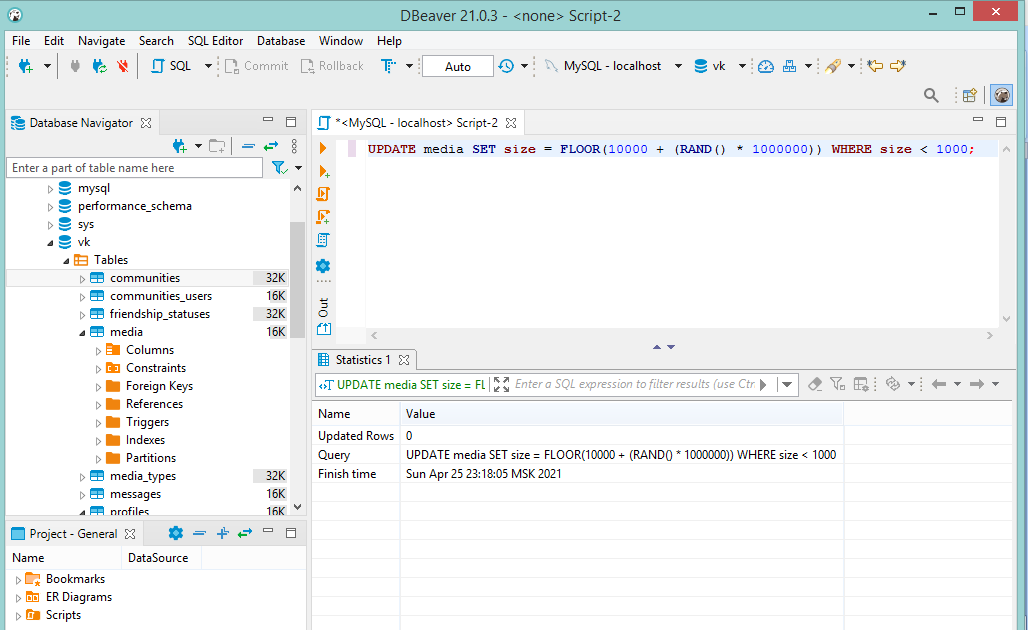 DBeaver 21.0.3 - <none> Script-2
File Edit Navigate Search SQL Editor Database Window Help
SQL Commit Rollback Auto MySQL - localhost vk
Database Navigator
Enter a part of table name here
mysql
performance_schema
sys
vk
Tables
communities 32K
communities_users 16K
friendship_statuses 32K
media 16K
Columns
Constraints
Foreign Keys
References
Triggers
Indexes
Partitions
media_types 32K
messages 16K
profiles 16K
Project - General
Name DataSource
Bookmarks
ER Diagrams
Scripts
*<MySQL - localhost> Script-2
UPDATE media SET size = FLOOR(10000 + (RAND() * 1000000)) WHERE size < 1000;
Out
Statistics 1
UPDATE media SET size = FL Enter a SQL expression to filter results (use Ctr
Name Value
Updated Rows 0
Query UPDATE media SET size = FLOOR(10000 + (RAND() * 1000000)) WHERE size < 1000
Finish time Sun Apr 25 23:18:05 MSK 2021